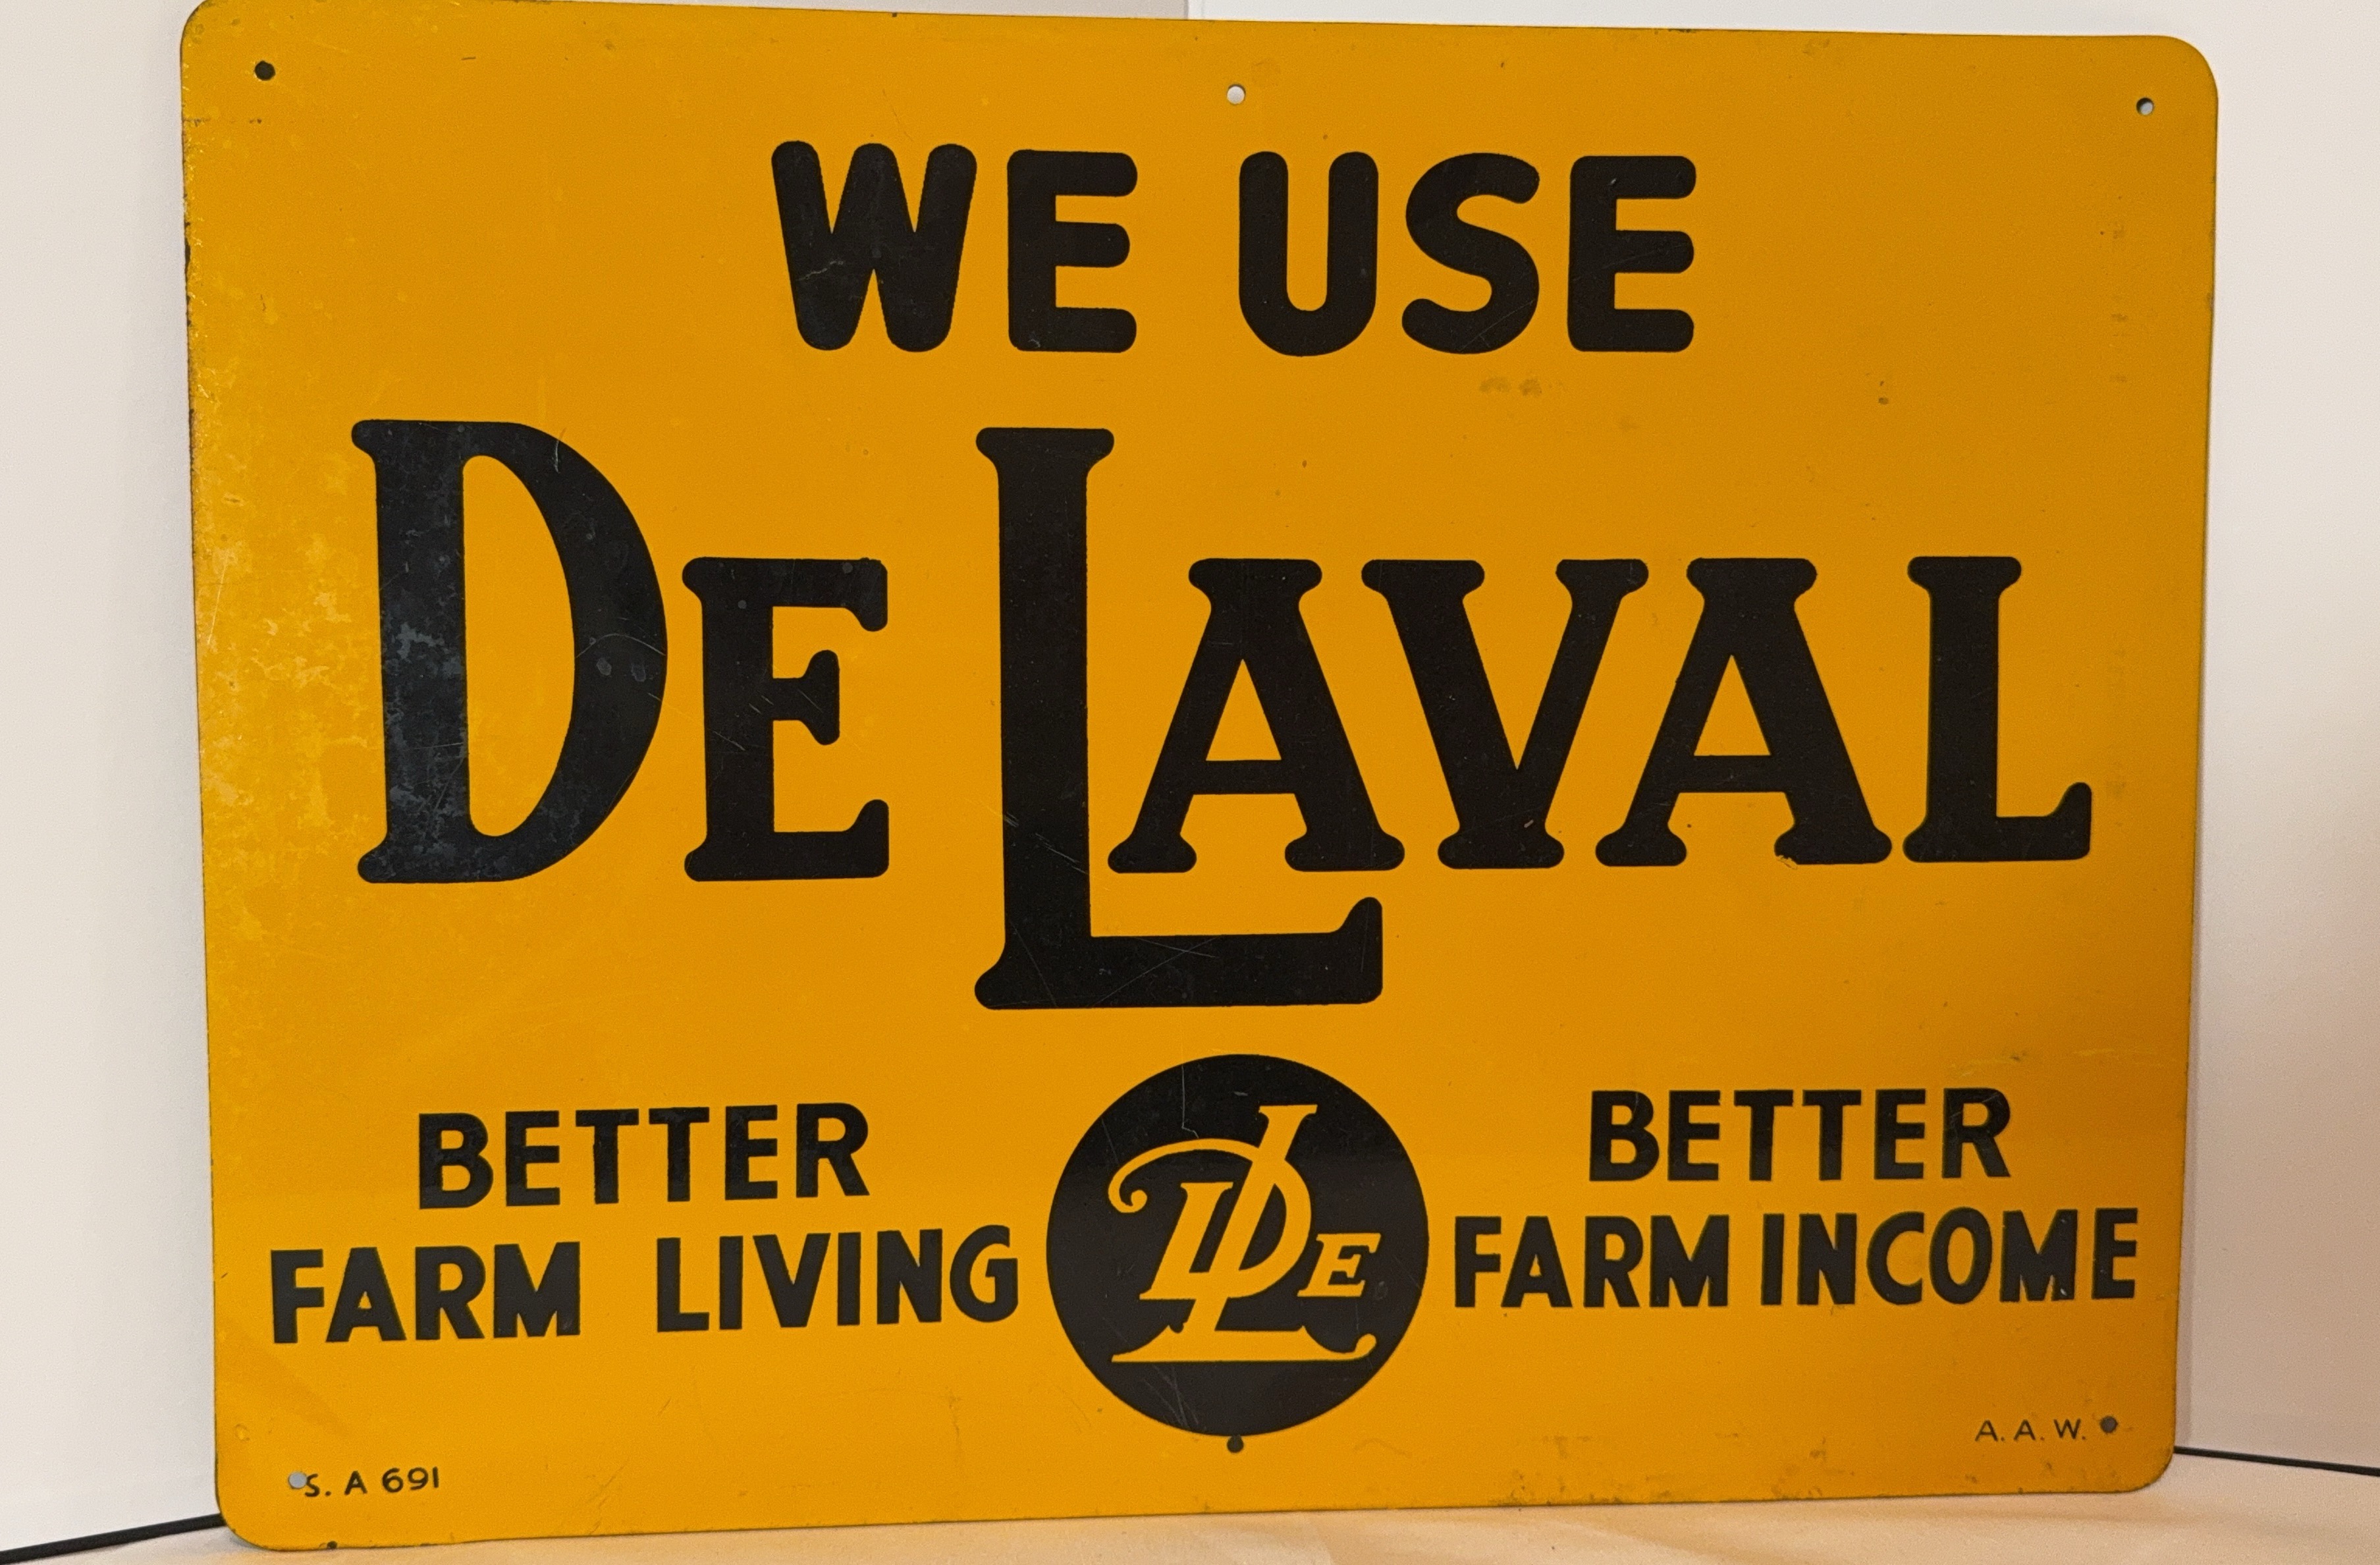 WE USE
DE LAVAL
BETTER
FARM LIVING
DLE
BETTER
FARM INCOME
S. A 691
A. A. W.